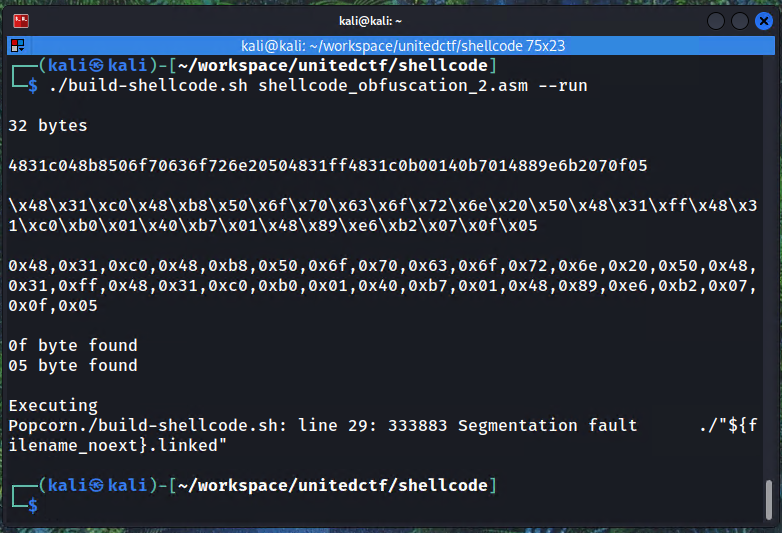 kali@kali: ~
kali@kali: ~/workspace/unitedctf/shellcode 75x23
┌──(kali㉿kali)-[~/workspace/unitedctf/shellcode]
└─$ ./build-shellcode.sh shellcode_obfuscation_2.asm --run
32 bytes
4831c048b8506f70636f726e20504831ff4831c0b00140b7014889e6b2070f05
\x48\x31\xc0\x48\xb8\x50\x6f\x70\x63\x6f\x72\x6e\x20\x50\x48\x31\xff\x48\x3
1\xc0\xb0\x01\x40\xb7\x01\x48\x89\xe6\xb2\x07\x0f\x05
0x48,0x31,0xc0,0x48,0xb8,0x50,0x6f,0x70,0x63,0x6f,0x72,0x6e,0x20,0x50,0x48,
0x31,0xff,0x48,0x31,0xc0,0xb0,0x01,0x40,0xb7,0x01,0x48,0x89,0xe6,0xb2,0x07,
0x0f,0x05
0f byte found
05 byte found
Executing
Popcorn./build-shellcode.sh: line 29: 333883 Segmentation fault      ./"${f
ilename_noext}.linked"
┌──(kali㉿kali)-[~/workspace/unitedctf/shellcode]
└─$